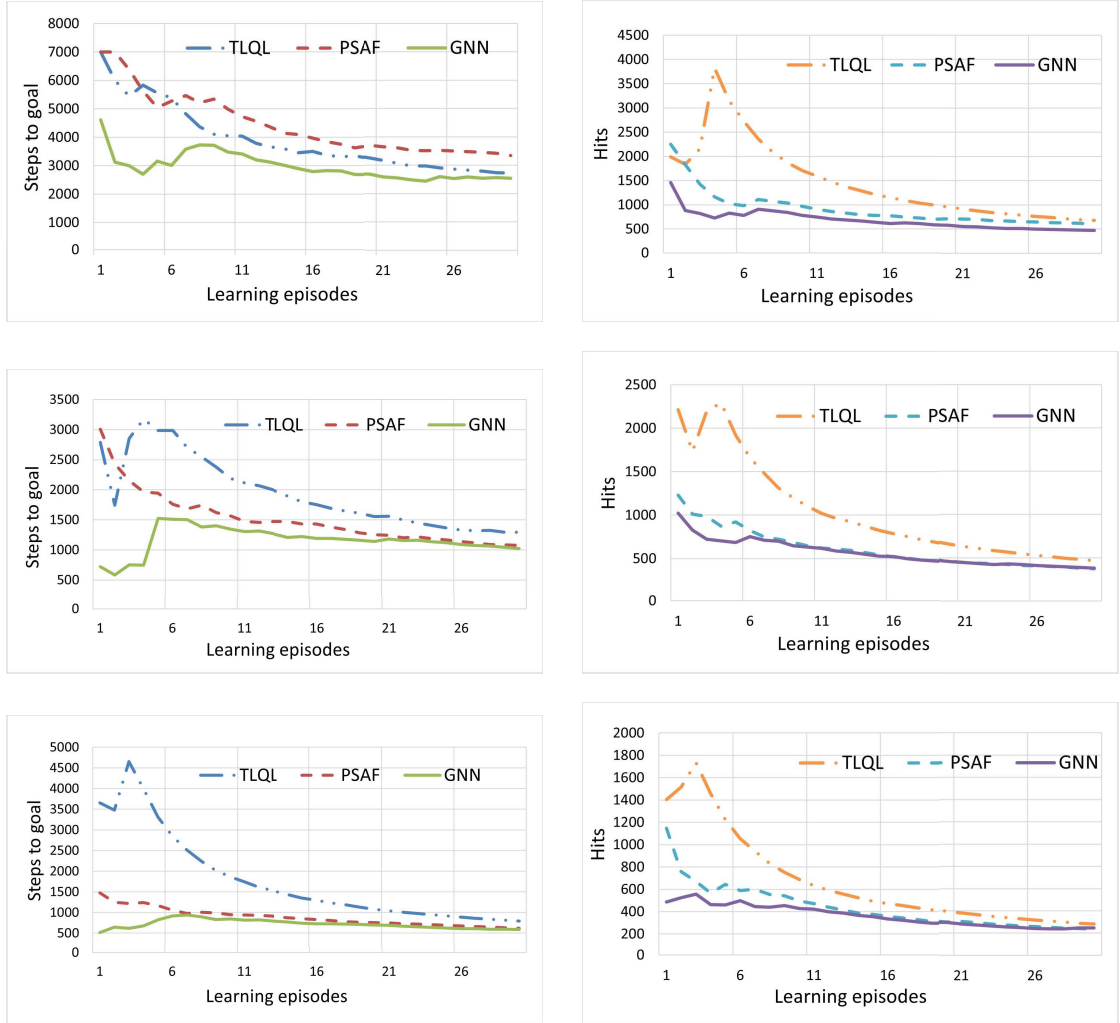 8000
7000
6000
5000
4000
3000
2000
1000
0
Steps to goal
TLQL PSAF GNN
1 6 11 16 21 26
Learning episodes
4500
4000
3500
3000
2500
2000
1500
1000
500
0
Hits
TLQL PSAF GNN
1 6 11 16 21 26
Learning episodes
3500
3000
2500
2000
1500
1000
500
0
Steps to goal
TLQL PSAF GNN
1 6 11 16 21 26
Learning episodes
2500
2000
1500
1000
500
0
Hits
TLQL PSAF GNN
1 6 11 16 21 26
Learning episodes
5000
4500
4000
3500
3000
2500
2000
1500
1000
500
0
Steps to goal
TLQL PSAF GNN
1 6 11 16 21 26
Learning episodes
2000
1800
1600
1400
1200
1000
800
600
400
200
0
Hits
TLQL PSAF GNN
1 6 11 16 21 26
Learning episodes